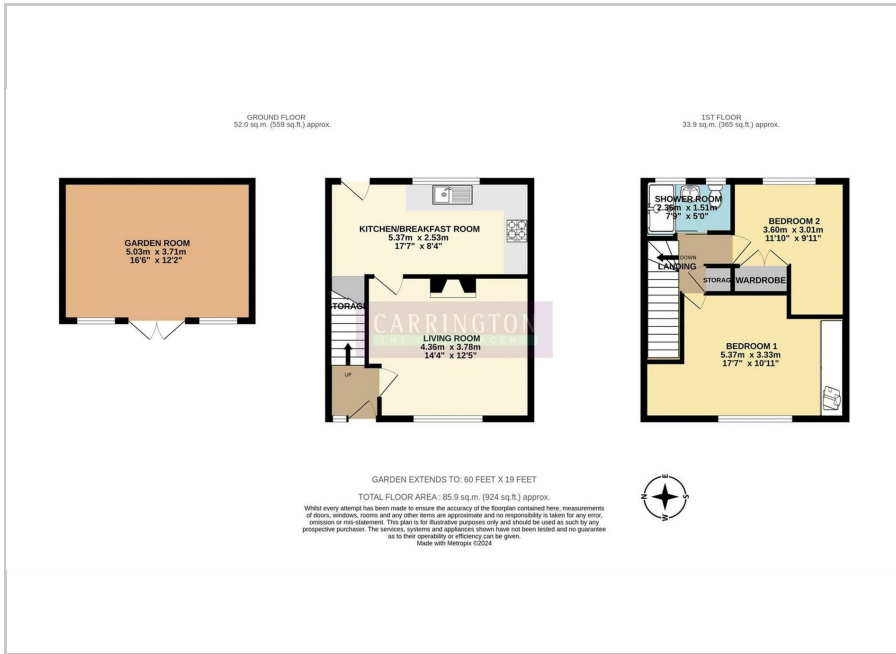 GROUND FLOOR
52.0 sq.m. (559 sq.ft.) approx.
1ST FLOOR
33.9 sq.m. (365 sq.ft.) approx.
GARDEN ROOM
5.03m x 3.71m
16'6" x 12'2"
KITCHEN/BREAKFAST ROOM
5.37m x 2.53m
17'7" x 8'4"
STORAGE
CARRINGTON
LIVING ROOM
4.36m x 3.78m
14'4" x 12'5"
UP
SHOWER ROOM
2.36m x 1.51m
7'9" x 5'0"
BEDROOM 2
3.60m x 3.01m
11'10" x 9'11"
DOWN
LANDING
STORAG
WARDROBE
BEDROOM 1
5.37m x 3.33m
17'7" x 10'11"
GARDEN EXTENDS TO: 60 FEET X 19 FEET
TOTAL FLOOR AREA : 85.9 sq.m. (924 sq.ft.) approx.
Whilst every attempt has been made to ensure the accuracy of the floorplan contained here, measurements
of doors, windows, rooms and any other items are approximate and no responsibility is taken for any error,
omission or mis-statement. This plan is for illustrative purposes only and should be used as such by any
prospective purchaser. The services, systems and appliances shown have not been tested and no guarantee
as to their operability or efficiency can be given.
Made with Metropix ©2024
N
E
S
W